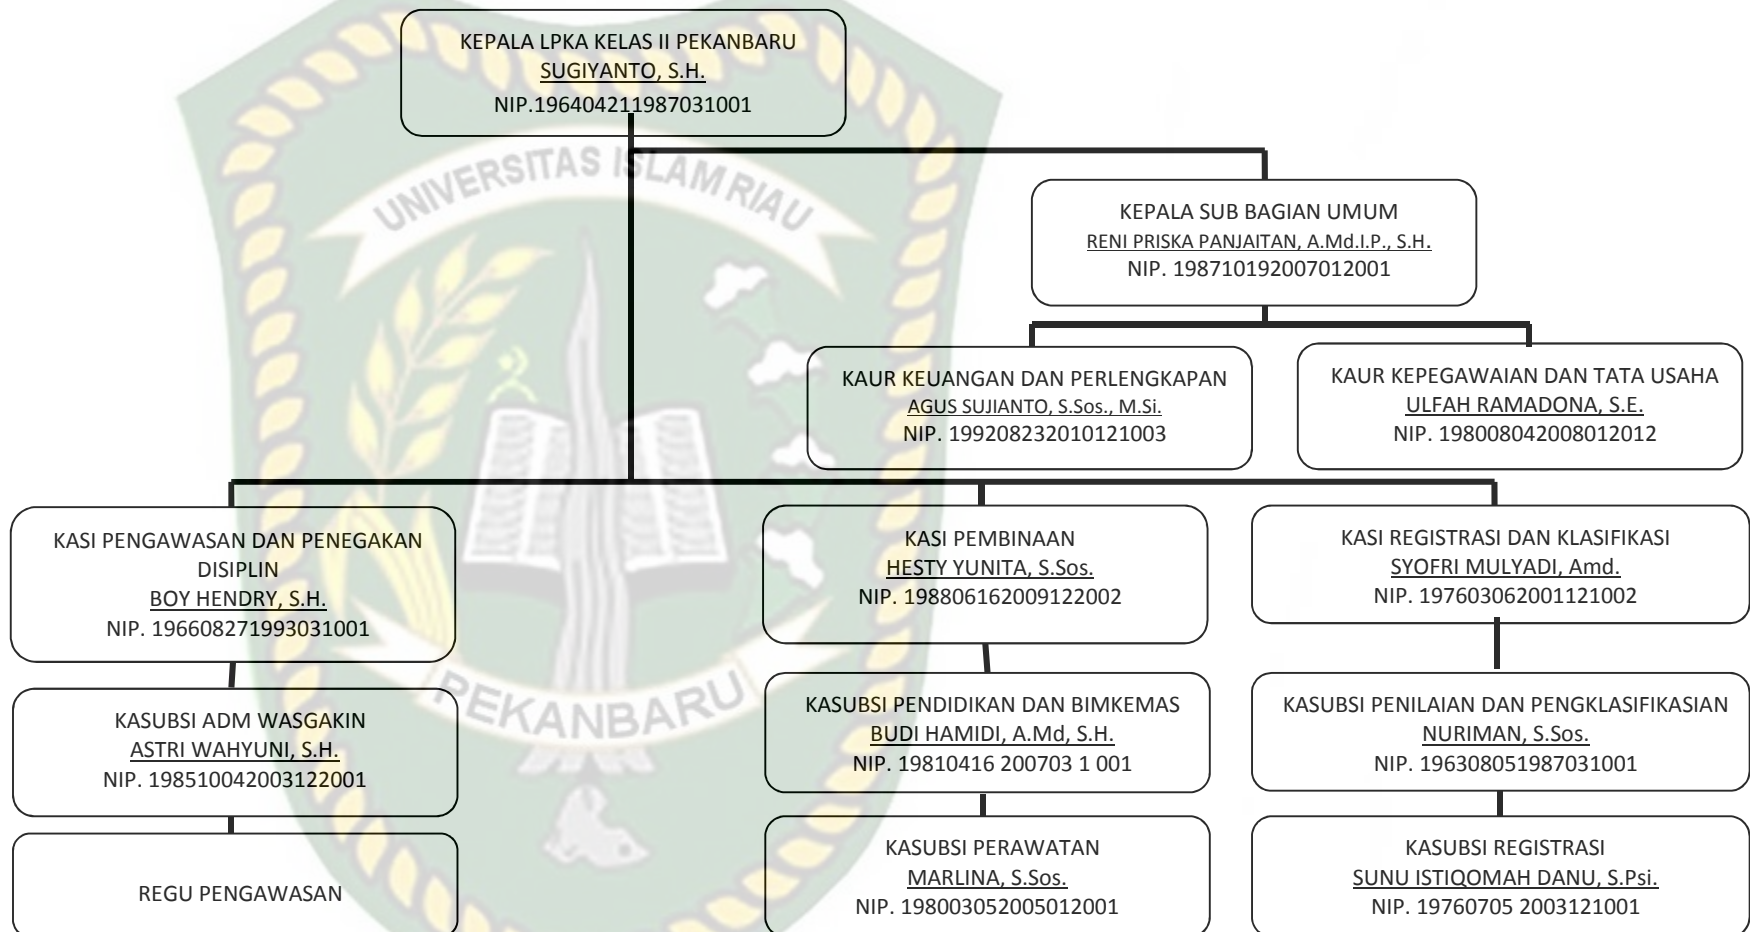 KEPALA LPKA KELAS II PEKANBARU
SUGIYANTO, S.H.
NIP.196404211987031001
UNIVERSITAS ISLAM RIAU
KEPALA SUB BAGIAN UMUM
RENI PRISKA PANJAITAN, A.Md.I.P., S.H.
NIP. 198710192007012001
KAUR KEUANGAN DAN PERLENGKAPAN
AGUS SUJIANTO, S.Sos., M.Si.
NIP. 199208232010121003
KAUR KEPEGAWAIAN DAN TATA USAHA
ULFAH RAMADONA, S.E.
NIP. 198008042008012012
KASI PENGAWASAN DAN PENEGAKAN
DISIPLIN
BOY HENDRY, S.H.
NIP. 196608271993031001
KASI PEMBINAAN
HESTY YUNITA, S.Sos.
NIP. 198806162009122002
KASI REGISTRASI DAN KLASIFIKASI
SYOFRI MULYADI, Amd.
NIP. 197603062001121002
PEKANBARU
KASUBSI ADM WASGAKIN
ASTRI WAHYUNI, S.H.
NIP. 198510042003122001
KASUBSI PENDIDIKAN DAN BIMKEMAS
BUDI HAMIDI, A.Md, S.H.
NIP. 19810416 200703 1 001
KASUBSI PENILAIAN DAN PENGKLASIFIKASIAN
NURIMAN, S.Sos.
NIP. 196308051987031001
REGU PENGAWASAN
KASUBSI PERAWATAN
MARLINA, S.Sos.
NIP. 198003052005012001
KASUBSI REGISTRASI
SUNU ISTIQOMAH DANU, S.Psi.
NIP. 19760705 2003121001